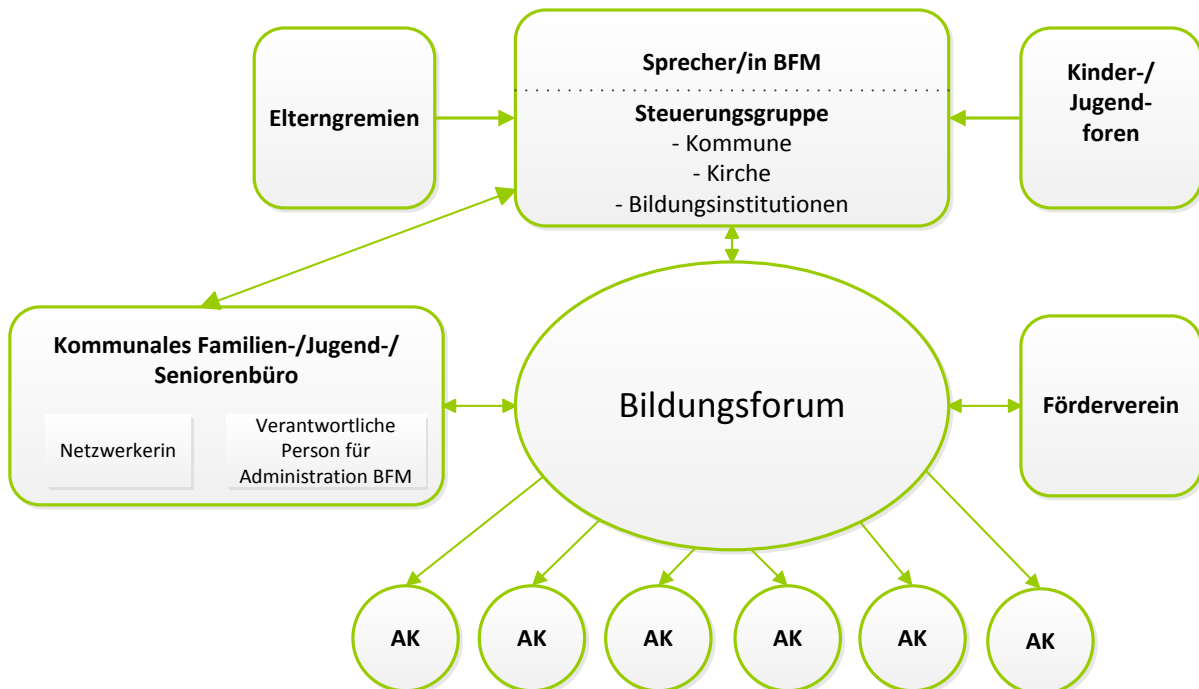 Elterngremien
Sprecher/in BFM
Steuerungsgruppe
- Kommune
- Kirche
- Bildungsinstitutionen
Kinder-/
Jugend-
foren
Kommunales Familien-/Jugend-/
Seniorenbüro
Netzwerkerin
Verantwortliche
Person für
Administration BFM
Bildungsforum
Förderverein
AK
AK
AK
AK
AK
AK